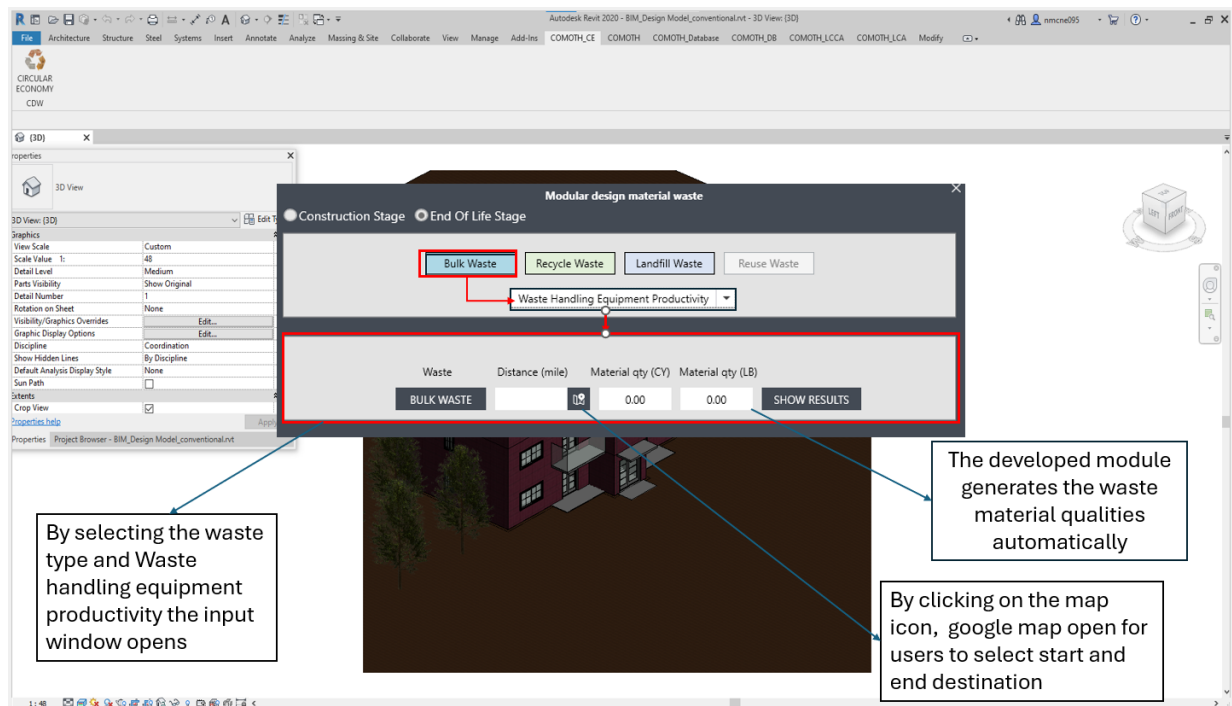 Autodesk Revit 2020 - BIM_Design Model_conventional.rvt - 3D View: {3D}
nmcne095
File Architecture Structure Steel Systems Insert Annotate Analyze Massing & Site Collaborate View Manage Add-Ins COMOTH_CE COMOTH COMOTH_Database COMOTH_DB COMOTH_LCCA COMOTH_LCA Modify
CIRCULAR
ECONOMY
CDW
{3D}
roperties
3D View
3D View: {3D}
Edit Ty
Graphics
View Scale Custom
Scale Value 1: 48
Detail Level Medium
Parts Visibility Show Original
Detail Number 1
Rotation on Sheet None
Visibility/Graphics Overrides Edit...
Graphic Display Options Edit...
Discipline Coordination
Show Hidden Lines By Discipline
Default Analysis Display Style None
Sun Path
Extents
Crop View
Properties help
Apply
Properties Project Browser - BIM_Design Model_conventional.rvt
Modular design material waste
Construction Stage End Of Life Stage
Bulk Waste Recycle Waste Landfill Waste Reuse Waste
Waste Handling Equipment Productivity
Waste Distance (mile) Material qty (CY) Material qty (LB)
BULK WASTE 0.00 0.00 SHOW RESULTS
TOP
LEFT FRONT
By selecting the waste
type and Waste
handling equipment
productivity the input
window opens
The developed module
generates the waste
material qualities
automatically
By clicking on the map
icon, google map open for
users to select start and
end destination
1 : 48